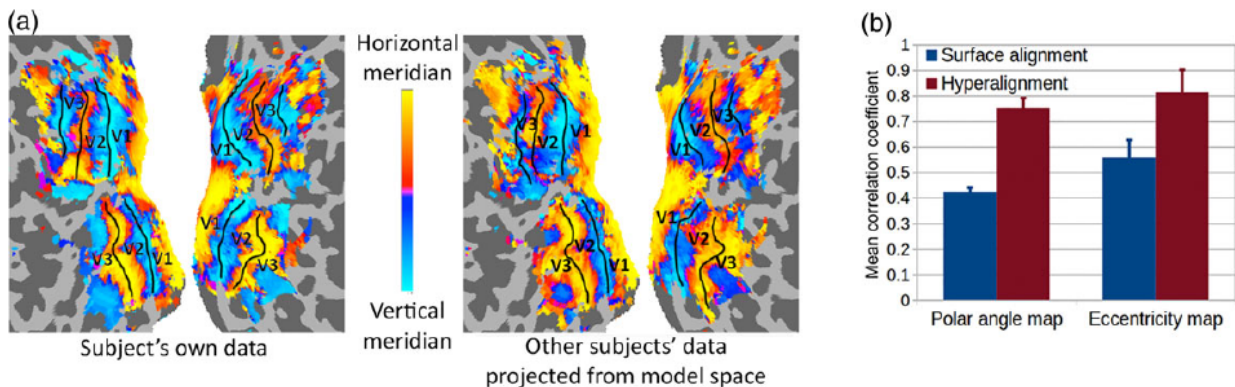 (a)
V3
V2
V1
V1
V2
V3
V3
V2
V1
V1
V2
V3
Subject's own data
Horizontal
meridian
Vertical
meridian
V3
V2
V1
V1
V2
V3
V3
V2
V1
V1
V2
V3
Other subjects' data
projected from model space
(b)
Mean correlation coefficient
1
0.9
0.8
0.7
0.6
0.5
0.4
0.3
0.2
0.1
0
Surface alignment
Hyperalignment
Polar angle map
Eccentricity map